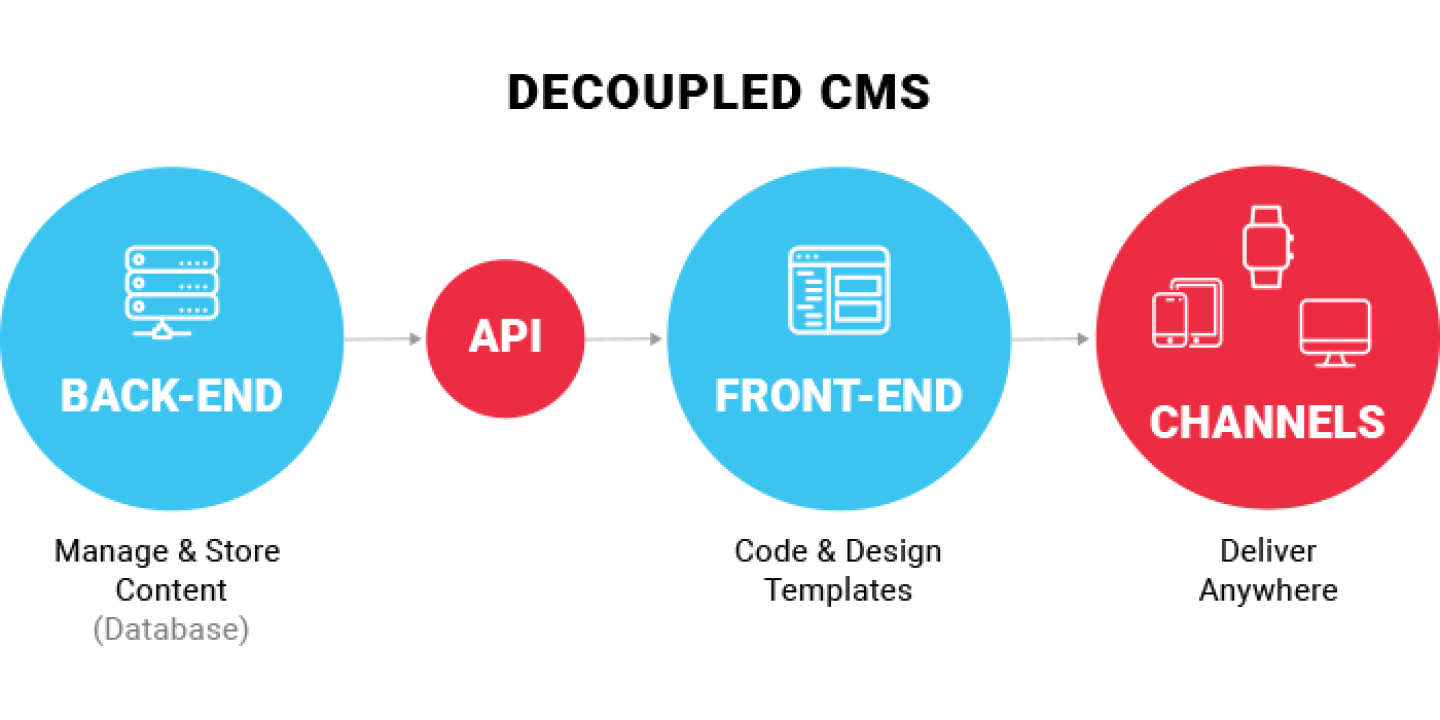 DECOUPLED CMS
BACK-END
API
FRONT-END
CHANNELS
Manage & Store
Content
(Database)
Code & Design
Templates
Deliver
Anywhere